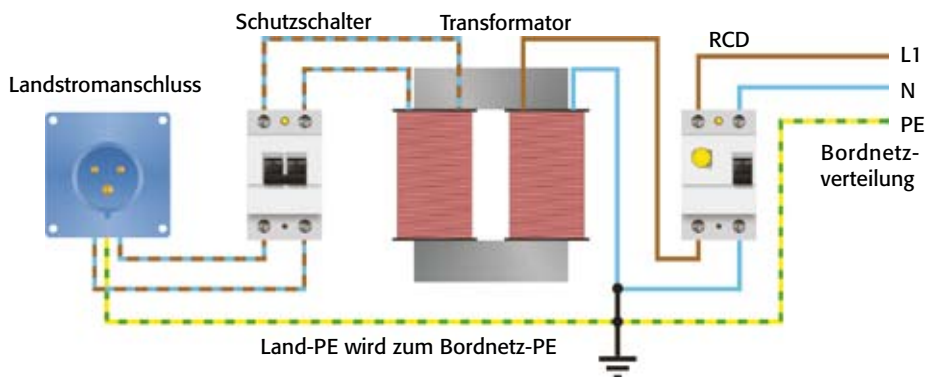 Schutzschalter
Transformator
RCD
L1
Landstromanschluss
N
PE
Bordnetz-
verteilung
Land-PE wird zum Bordnetz-PE